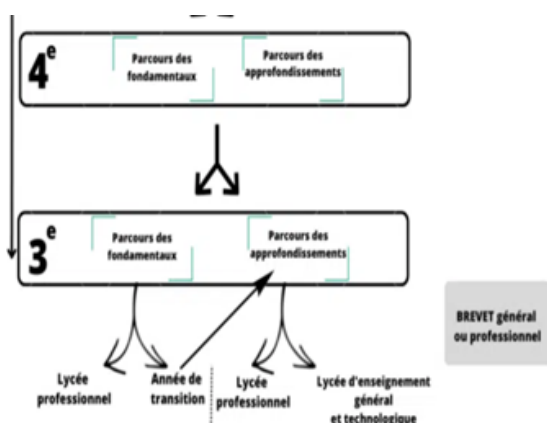 4e
Parcours des
fondamentaux
Parcours des
approfondissements
3e
Parcours des
fondamentaux
Parcours des
approfondissements
BREVET général
ou professionnel
Lycée
professionnel
Année de
transition
Lycée
professionnel
Lycée d'enseignement
général
et technologique